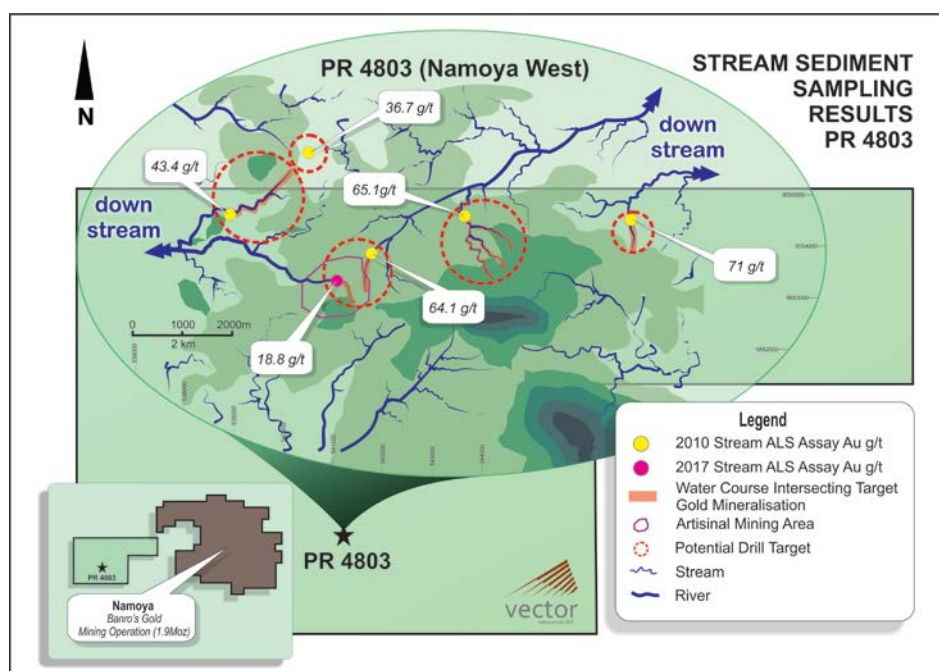 PR 4803 (Namoya West)
STREAM SEDIMENT
SAMPLING
RESULTS
PR 4803
N
36.7 g/t
43.4 g/t
65.1g/t
down
stream
down
stream
71 g/t
64.1 g/t
18.8 g/t
0 1000 2000m
2 km
PR 4803
Legend
2010 Stream ALS Assay Au g/t
2017 Stream ALS Assay Au g/t
Water Course Intersecting Target
Gold Mineralisation
Artisinal Mining Area
Potential Drill Target
Stream
River
PR 4803
Namoya
Banro's Gold
Mining Operation (1.9Moz)
vector